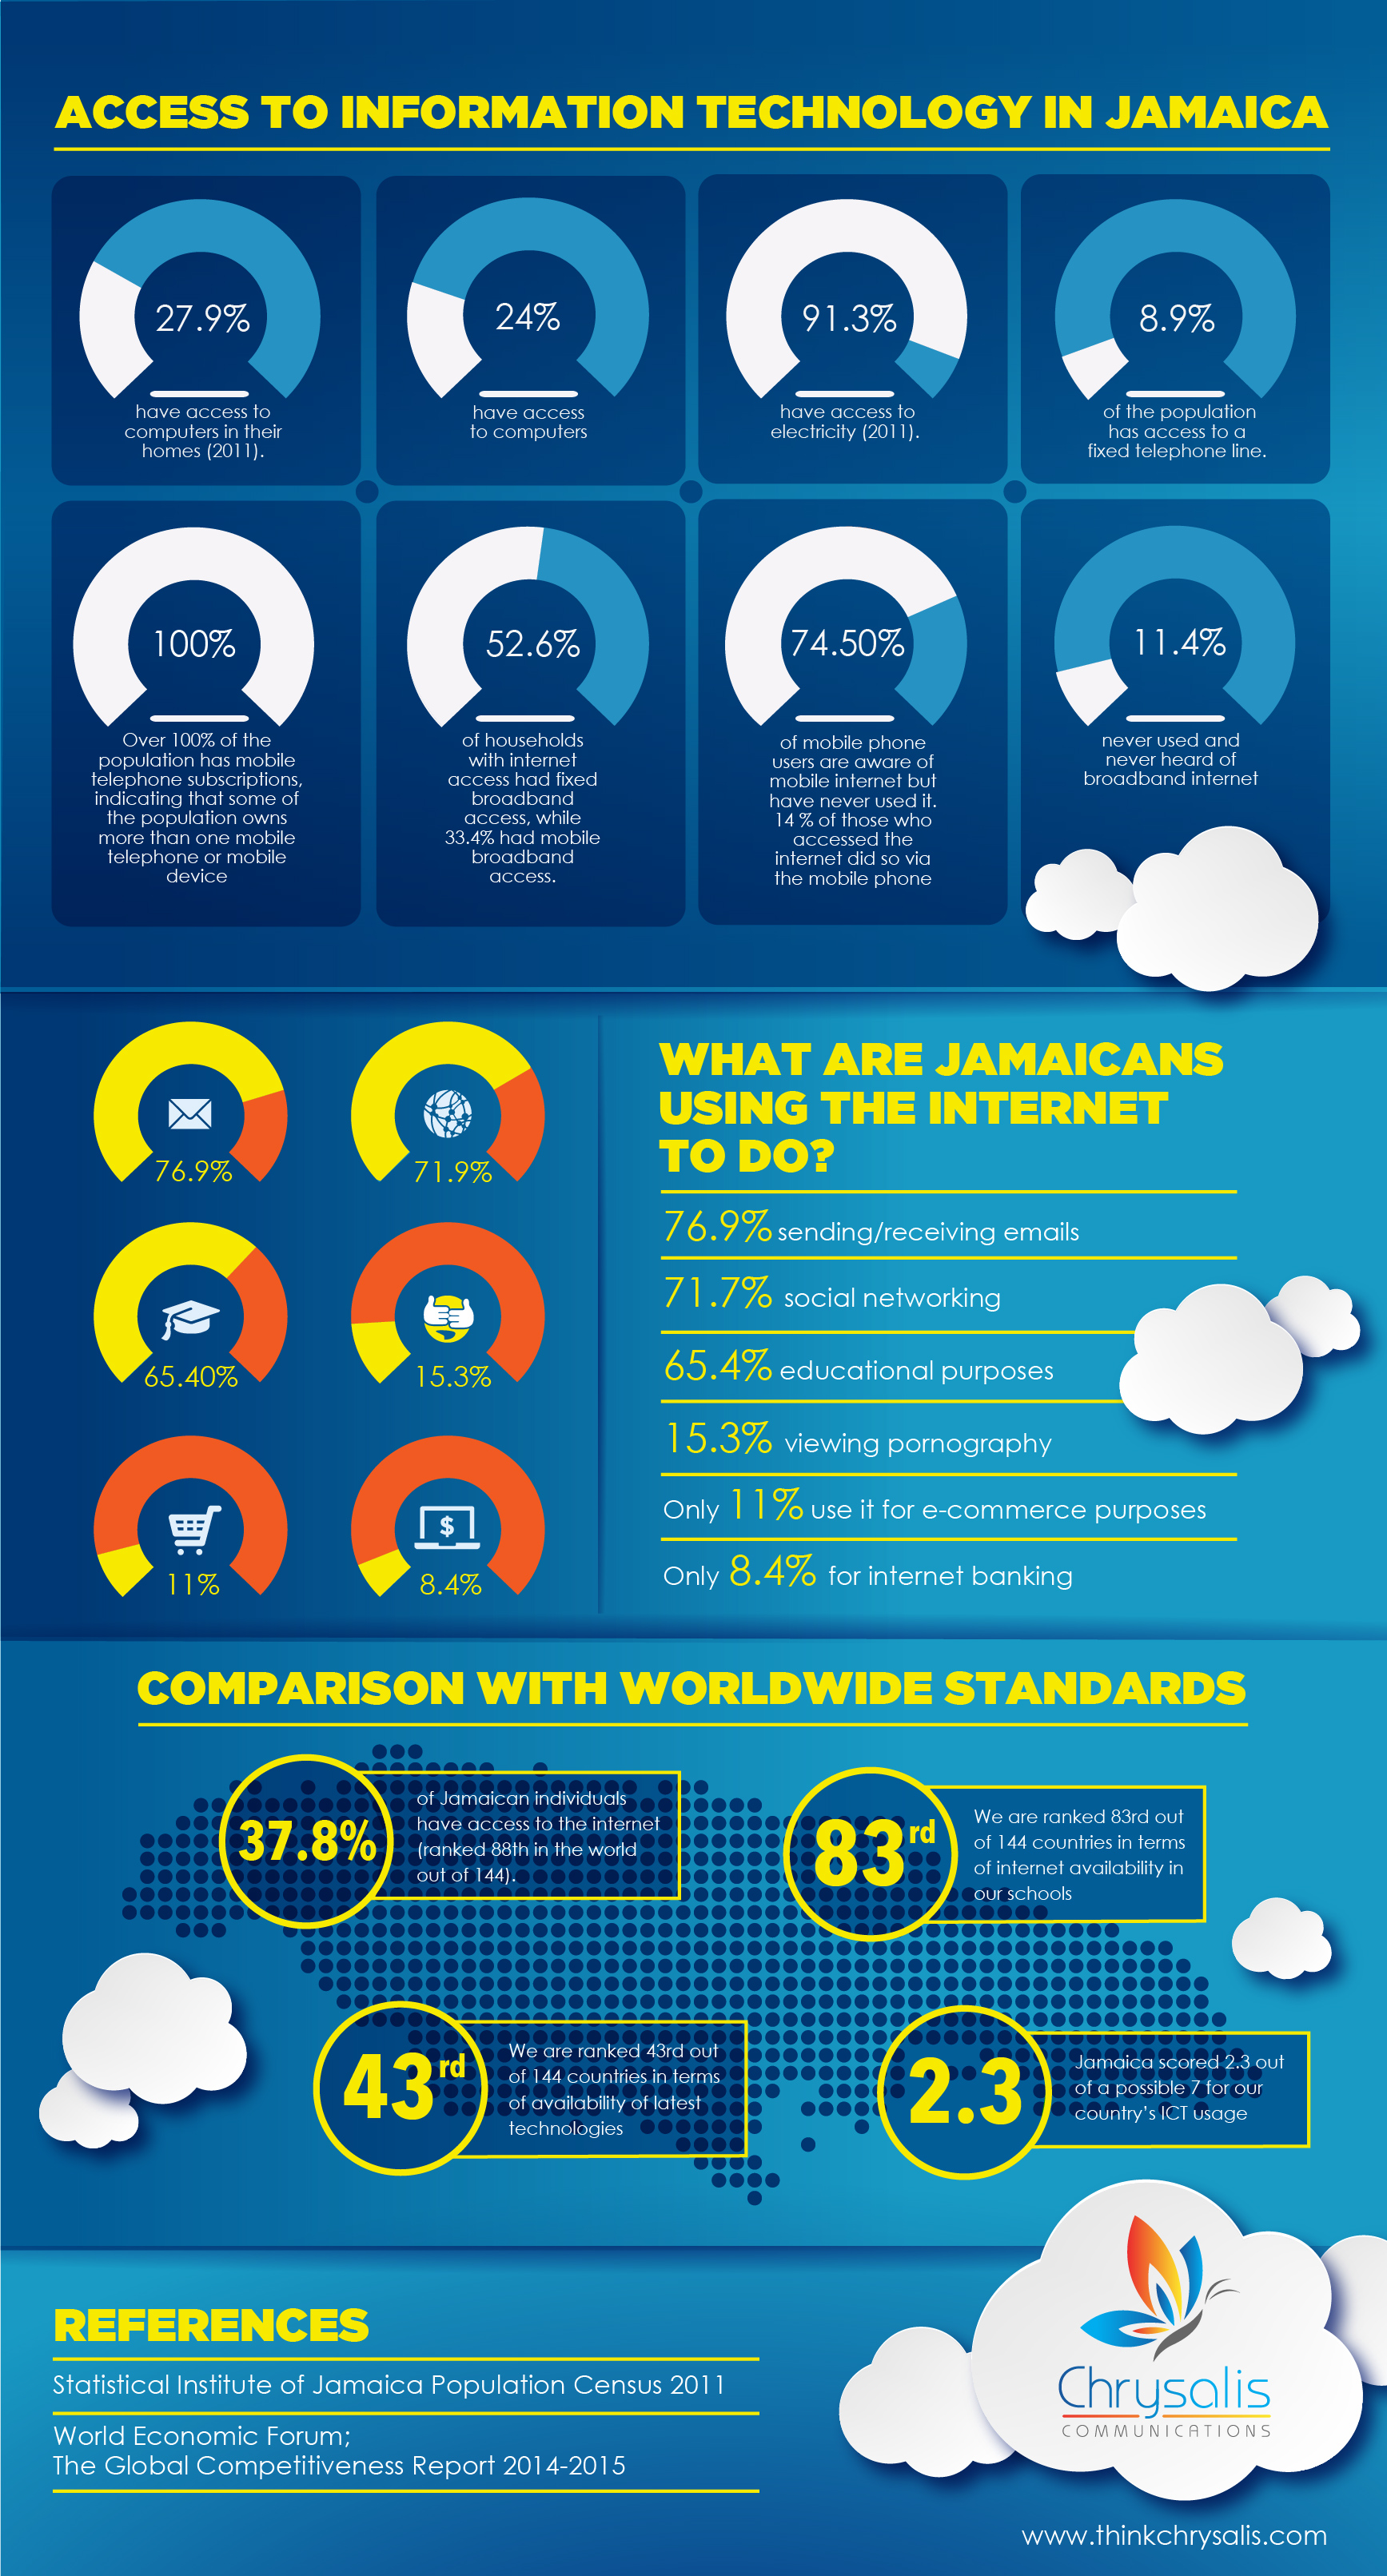 ACCESS TO INFORMATION TECHNOLOGY IN JAMAICA
27.9%
have access to
computers in their
homes (2011).
24%
have access
to computers
91.3%
have access to
electricity (2011).
8.9%
of the population
has access to a
fixed telephone line.
100%
Over 100% of the
population has mobile
telephone subscriptions,
indicating that some of
the population owns
more than one mobile
telephone or mobile
device
52.6%
of households
with internet
access had fixed
broadband
access, while
33.4% had mobile
broadband
access.
74.50%
of mobile phone
users are aware of
mobile internet but
have never used it.
14 % of those who
accessed the
internet did so via
the mobile phone
11.4%
never used and
never heard of
broadband internet
76.9%
71.9%
65.40%
15.3%
$
11%
8.4%
WHAT ARE JAMAICANS
USING THE INTERNET
TO DO?
76.9% sending/receiving emails
71.7% social networking
65.4% educational purposes
15.3% viewing pornography
Only 11% use it for e-commerce purposes
Only 8.4% for internet banking
COMPARISON WITH WORLDWIDE STANDARDS
37.8%
of Jamaican individuals
have access to the internet
(ranked 88th in the world
out of 144).
83rd
We are ranked 83rd out
of 144 countries in terms
of internet availability in
our schools
43rd
We are ranked 43rd out
of 144 countries in terms
of availability of latest
technologies
2.3
Jamaica scored 2.3 out
of a possible 7 for our
country's ICT usage
REFERENCES
Statistical Institute of Jamaica Population Census 2011
World Economic Forum;
The Global Competitiveness Report 2014-2015
Chrysalis
COMMUNICATIONS
www.thinkchrysalis.com